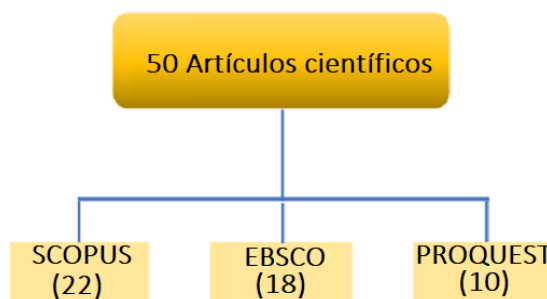 50 Artículos científicos
SCOPUS
(22)
EBSCO
(18)
PROQUEST
(10)